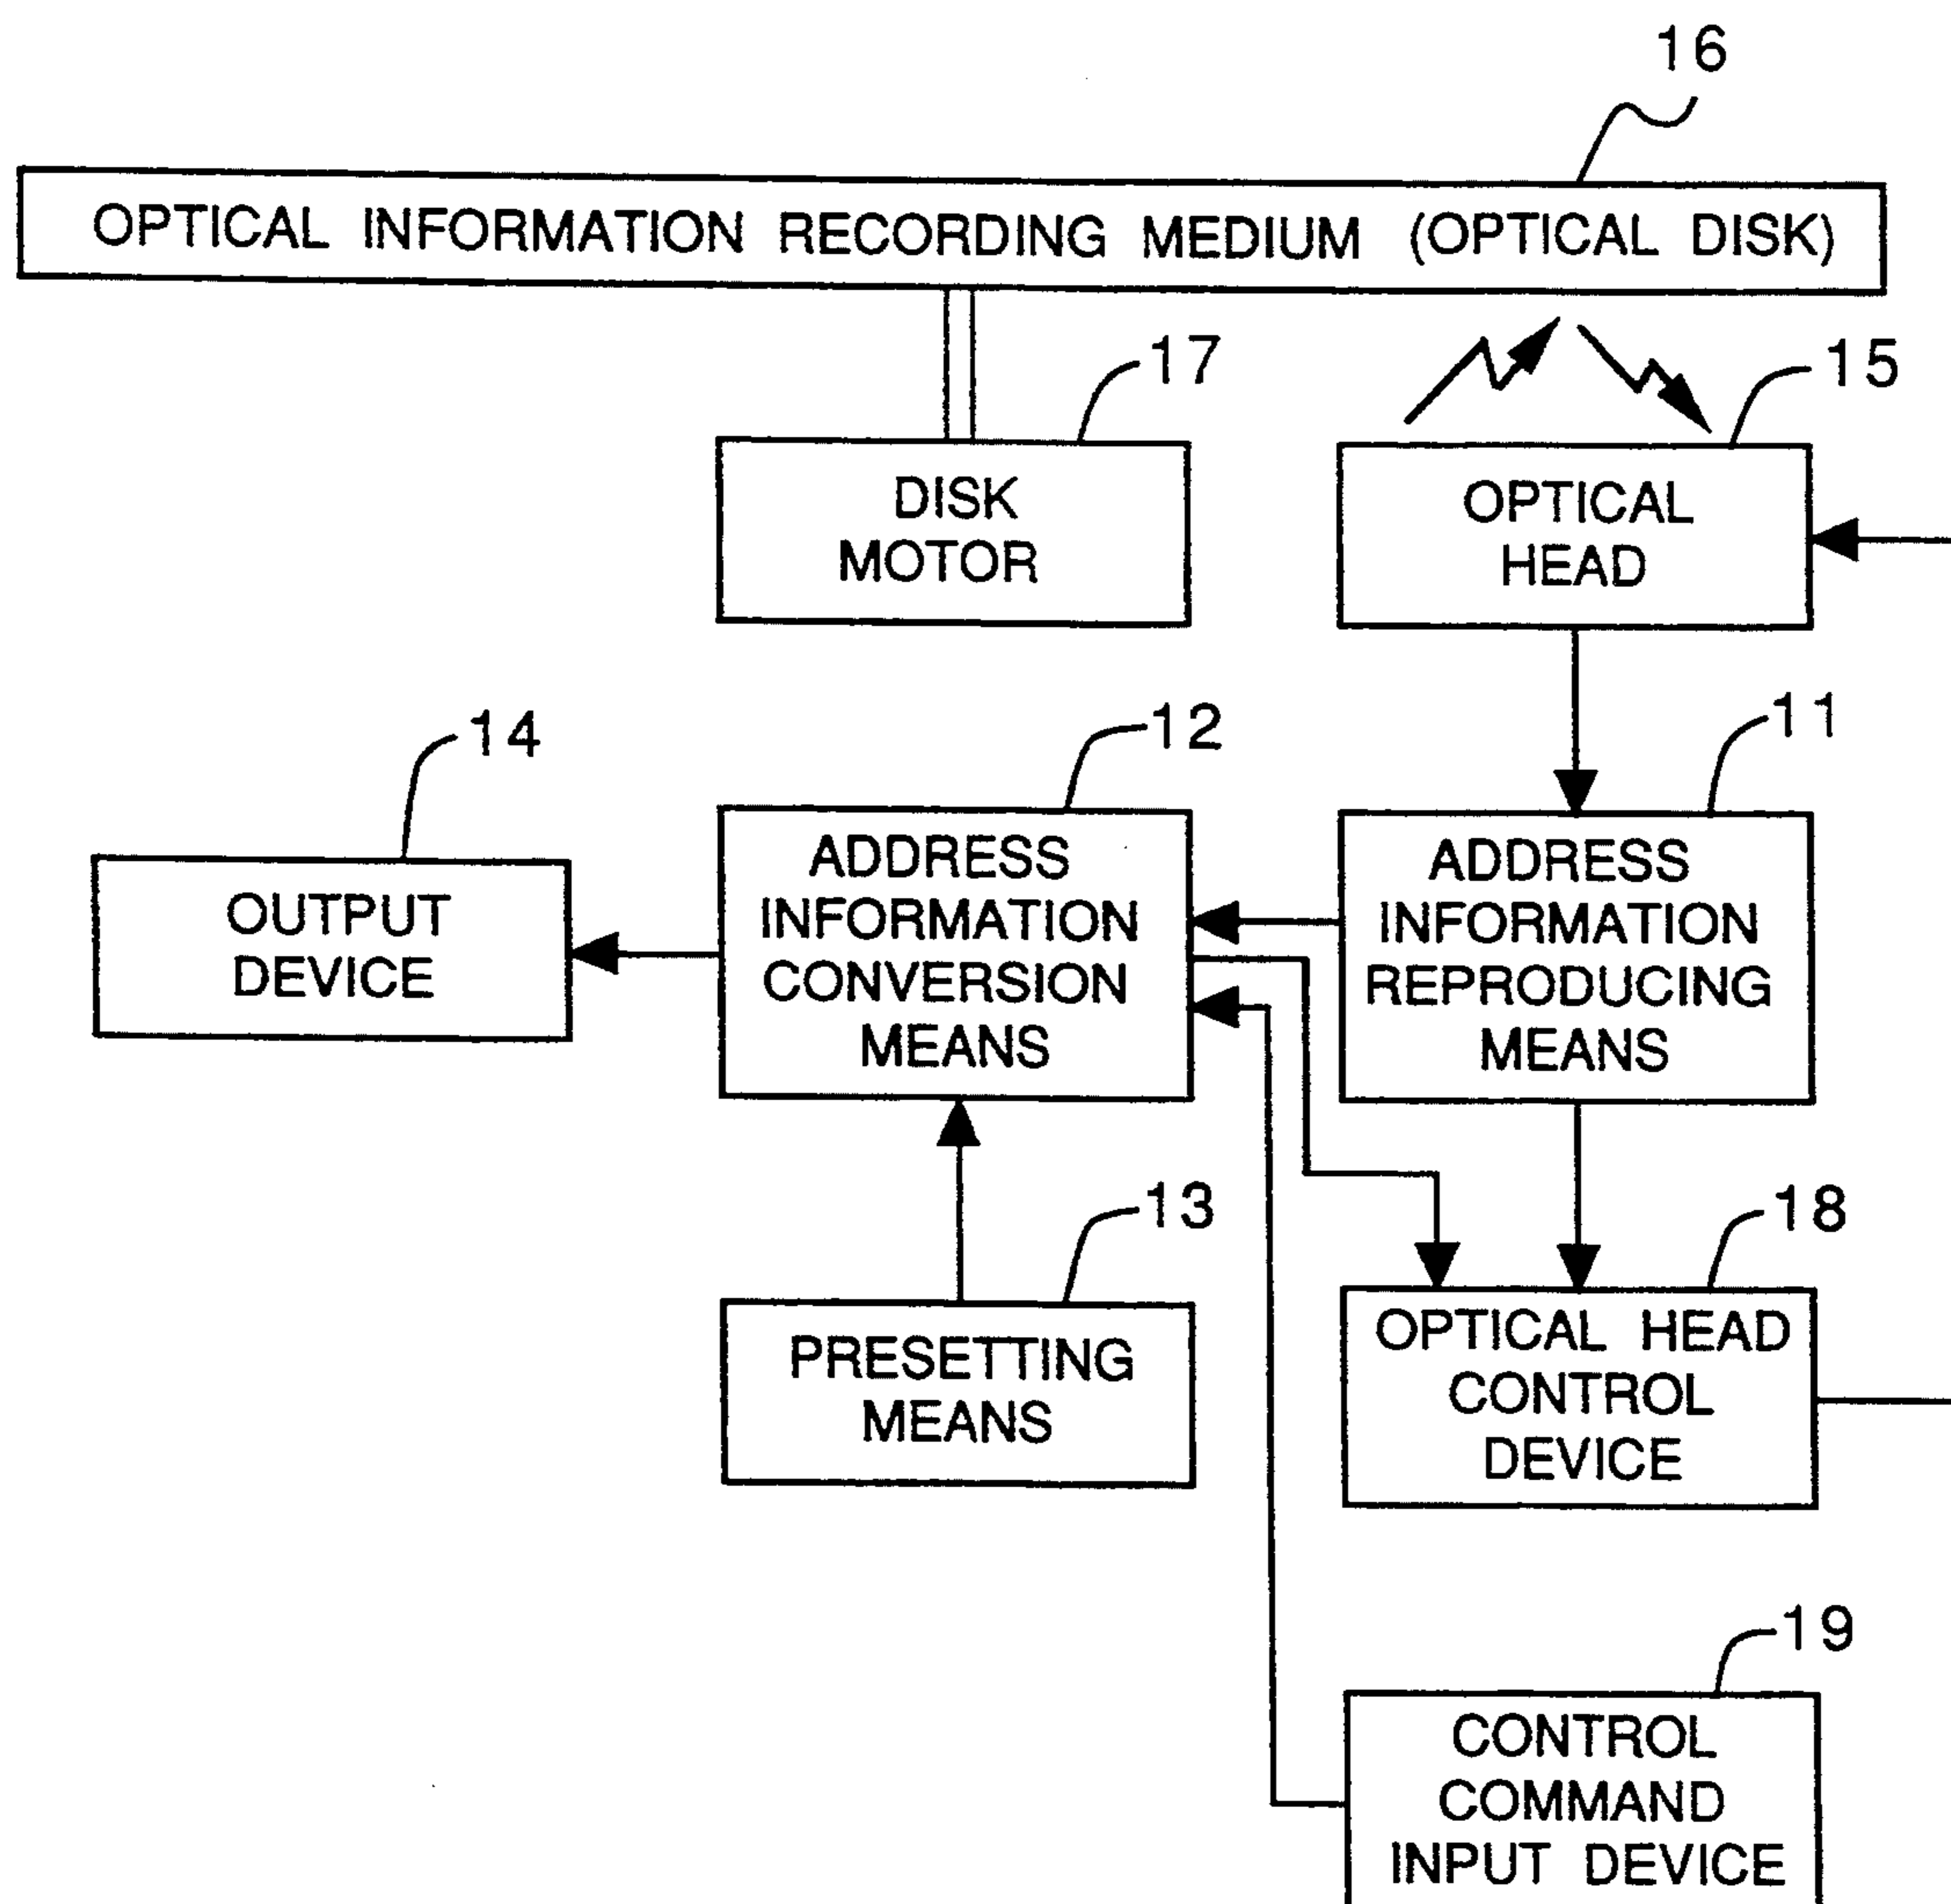 16
OPTICAL INFORMATION RECORDING MEDIUM (OPTICAL DISK)
17
15
DISK
MOTOR
OPTICAL
HEAD
14
12
11
OUTPUT
DEVICE
ADDRESS
INFORMATION
CONVERSION
MEANS
ADDRESS
INFORMATION
REPRODUCING
MEANS
13
18
PRESETTING
MEANS
OPTICAL HEAD
CONTROL
DEVICE
19
CONTROL
COMMAND
INPUT DEVICE